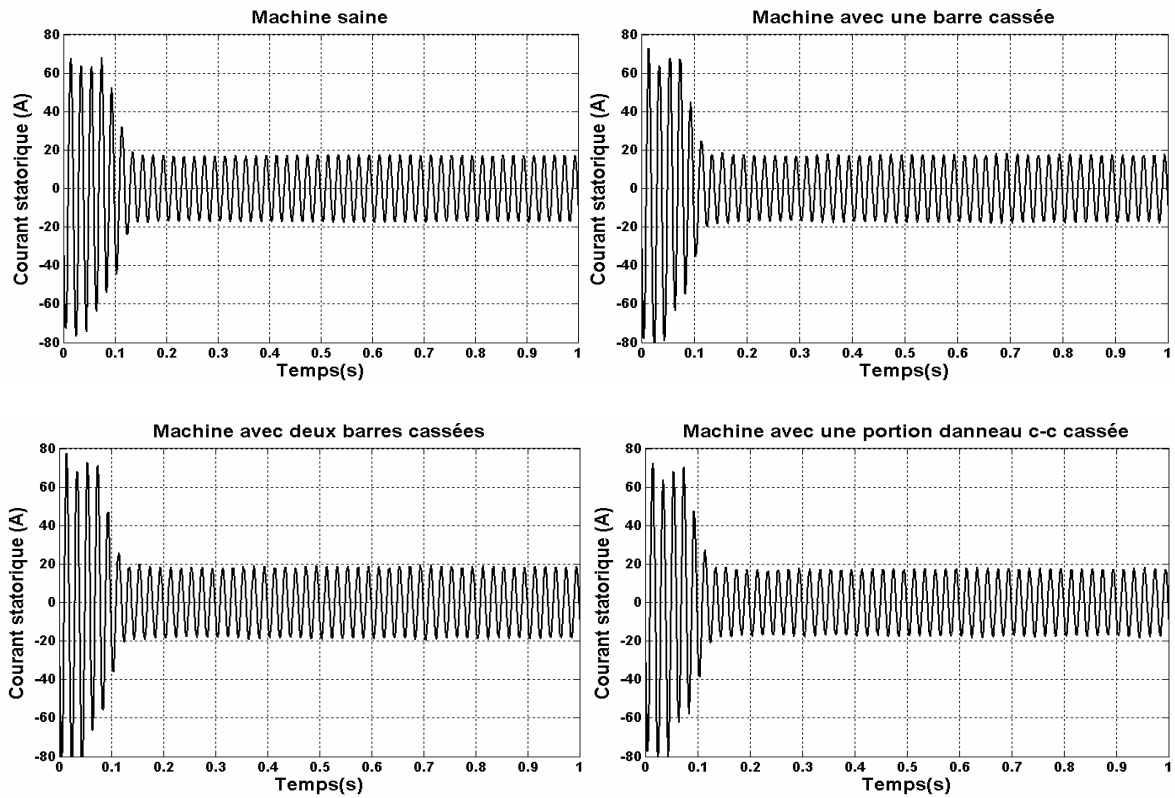 Machine saine
80
60
40
20
0
-20
-40
-60
-80
Courant statorique (A)
0 0.1 0.2 0.3 0.4 0.5 0.6 0.7 0.8 0.9 1
Temps(s)
Machine avec une barre cassée
80
60
40
20
0
-20
-40
-60
-80
Courant statorique (A)
0 0.1 0.2 0.3 0.4 0.5 0.6 0.7 0.8 0.9 1
Temps(s)
Machine avec deux barres cassées
80
60
40
20
0
-20
-40
-60
-80
Courant statorique (A)
0 0.1 0.2 0.3 0.4 0.5 0.6 0.7 0.8 0.9 1
Temps(s)
Machine avec une portion danneau c-c cassée
80
60
40
20
0
-20
-40
-60
-80
Courant statorique (A)
0 0.1 0.2 0.3 0.4 0.5 0.6 0.7 0.8 0.9 1
Temps(s)